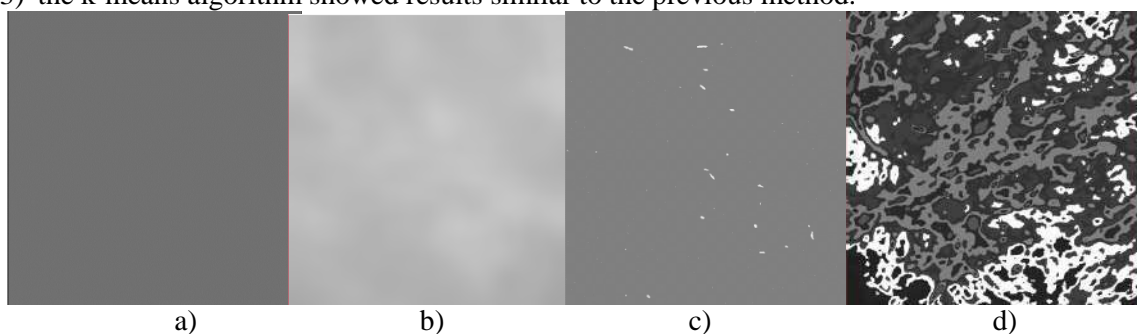 3) the k-means algorithm showed results similar to the previous method.
a) b) c) d)